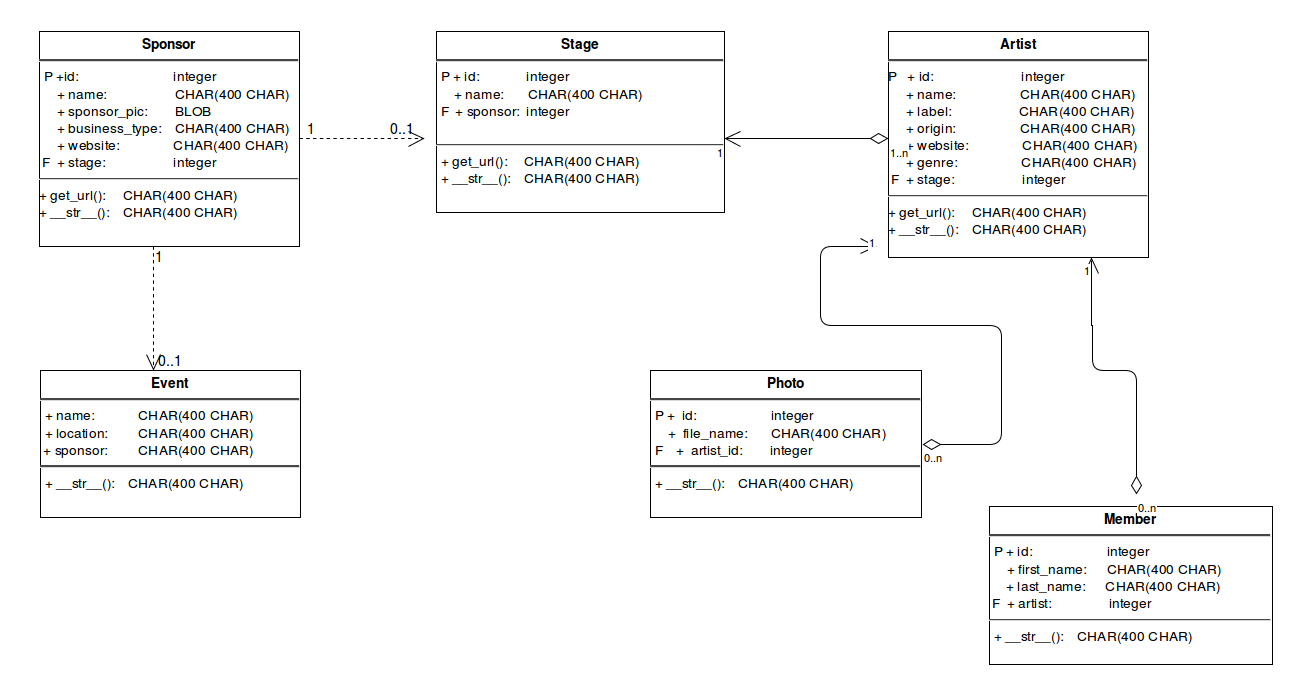 Sponsor
P +id: integer
+ name: CHAR(400 CHAR)
+ sponsor_pic: BLOB
+ business_type: CHAR(400 CHAR)
+ website: CHAR(400 CHAR)
F + stage: integer
+ get_url(): CHAR(400 CHAR)
+ __str__(): CHAR(400 CHAR)
1
0..1
1
0..1
Stage
P + id: integer
+ name: CHAR(400 CHAR)
F + sponsor: integer
+ get_url(): CHAR(400 CHAR)
+ __str__(): CHAR(400 CHAR)
1
1..n
Artist
P + id: integer
+ name: CHAR(400 CHAR)
+ label: CHAR(400 CHAR)
+ origin: CHAR(400 CHAR)
+ website: CHAR(400 CHAR)
+ genre: CHAR(400 CHAR)
F + stage: integer
+ get_url(): CHAR(400 CHAR)
+ __str__(): CHAR(400 CHAR)
1
1
Event
+ name: CHAR(400 CHAR)
+ location: CHAR(400 CHAR)
+ sponsor: CHAR(400 CHAR)
+ __str__(): CHAR(400 CHAR)
Photo
P + id: integer
+ file_name: CHAR(400 CHAR)
F + artist_id: integer
+ __str__(): CHAR(400 CHAR)
0..n
0..n
Member
P + id: integer
+ first_name: CHAR(400 CHAR)
+ last_name: CHAR(400 CHAR)
F + artist: integer
+ __str__(): CHAR(400 CHAR)